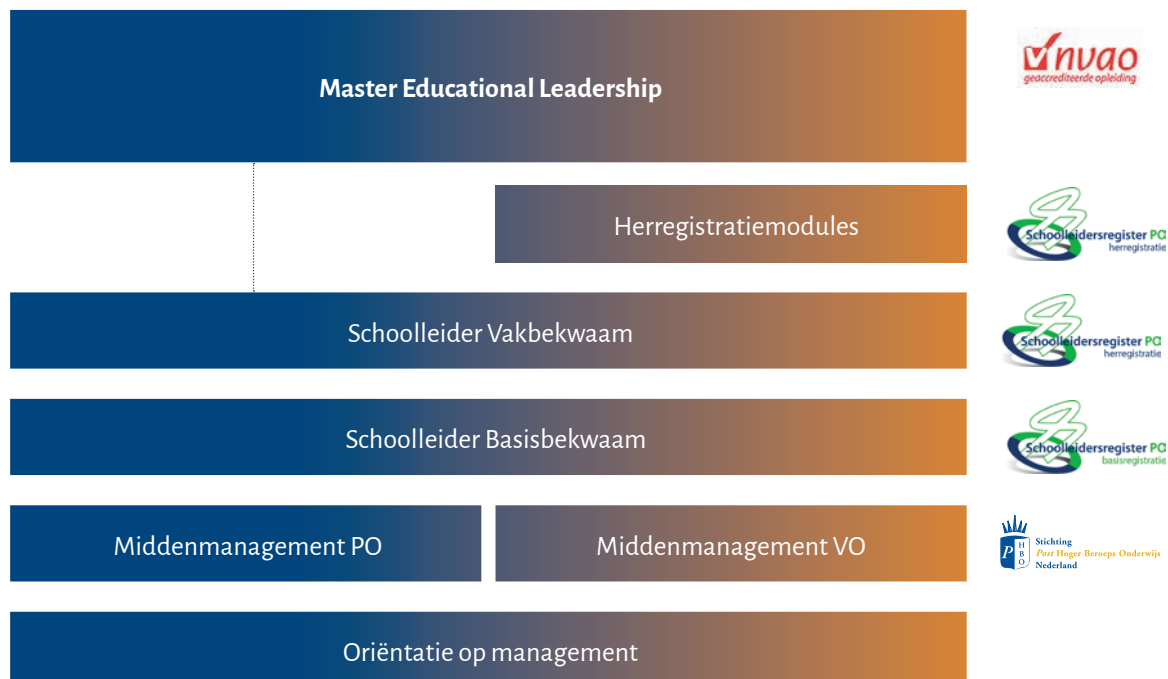 Master Educational Leadership
nvao
geaccrediteerde opleiding
Herregistratiemodules
Schoolleidersregister PO
herregistratie
Schoolleider Vakbekwaam
Schoolleidersregister PO
herregistratie
Schoolleider Basisbekwaam
Schoolleidersregister PO
basisregistratie
Middenmanagement PO
Middenmanagement VO
P
H
B
O
Stichting
Post Hoger Beroeps Onderwijs
Nederland
Oriëntatie op management